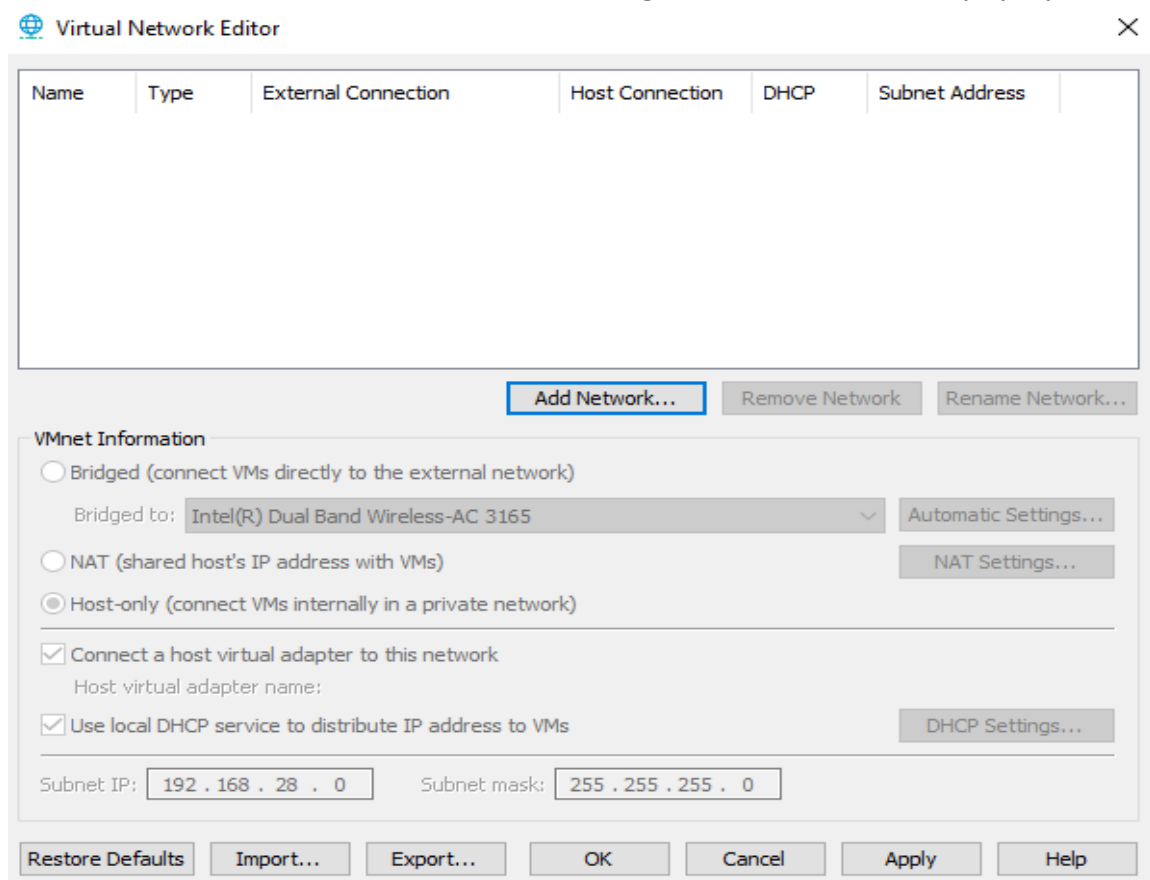 Virtual Network Editor
Name Type External Connection Host Connection DHCP Subnet Address
Add Network... Remove Network Rename Network...
VMnet Information
Bridged (connect VMs directly to the external network)
Bridged to: Intel(R) Dual Band Wireless-AC 3165 Automatic Settings...
NAT (shared host's IP address with VMs) NAT Settings...
Host-only (connect VMs internally in a private network)
Connect a host virtual adapter to this network
Host virtual adapter name:
Use local DHCP service to distribute IP address to VMs DHCP Settings...
Subnet IP: 192 . 168 . 28 . 0 Subnet mask: 255 . 255 . 255 . 0
Restore Defaults Import... Export... OK Cancel Apply Help